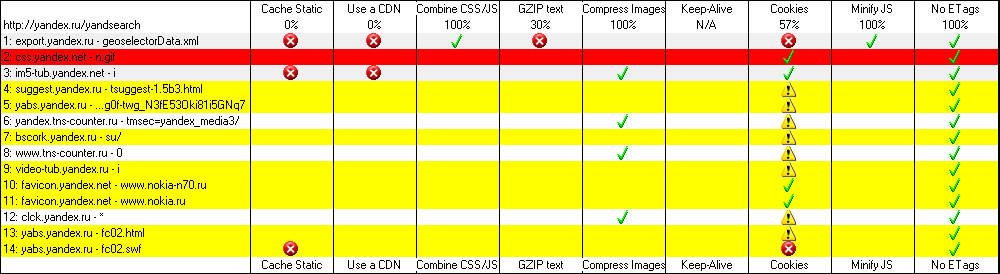 Cache Static Use a CDN Combine CSS/JS GZIP text Compress Images Keep-Alive Cookies Minify JS No ETags
http://yandex.ru/yandsearch 0% 0% 100% 30% 100% N/A 57% 100% 100%
1: export.yandex.ru - geoselectorData.xml
2: css.yandex.net - n.gif
3: im5-tub.yandex.net - i
4: suggest.yandex.ru - tsuggest-1.5b3.html
5: yabs.yandex.ru - ...g0f-twg_N3fE53Oki81i5GNq7
6: yandex.tns-counter.ru - tmsec=yandex_media3/
7: bscork.yandex.ru - su/
8: www.tns-counter.ru - 0
9: video-tub.yandex.ru - i
10: favicon.yandex.net - www.nokia-n70.ru
11: favicon.yandex.net - www.nokia.ru
12: clck.yandex.ru - *
13: yabs.yandex.ru - fc02.html
14: yabs.yandex.ru - fc02.swf
Cache Static Use a CDN Combine CSS/JS GZIP text Compress Images Keep-Alive Cookies Minify JS No ETags